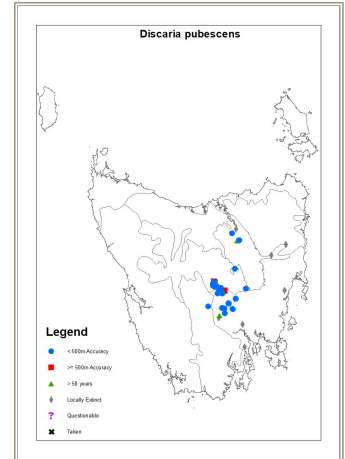 Discaria pubescens
Legend
< 500m Accuracy
>= 500m Accuracy
> 50 years
Locally Extinct
? Questionable
Taken